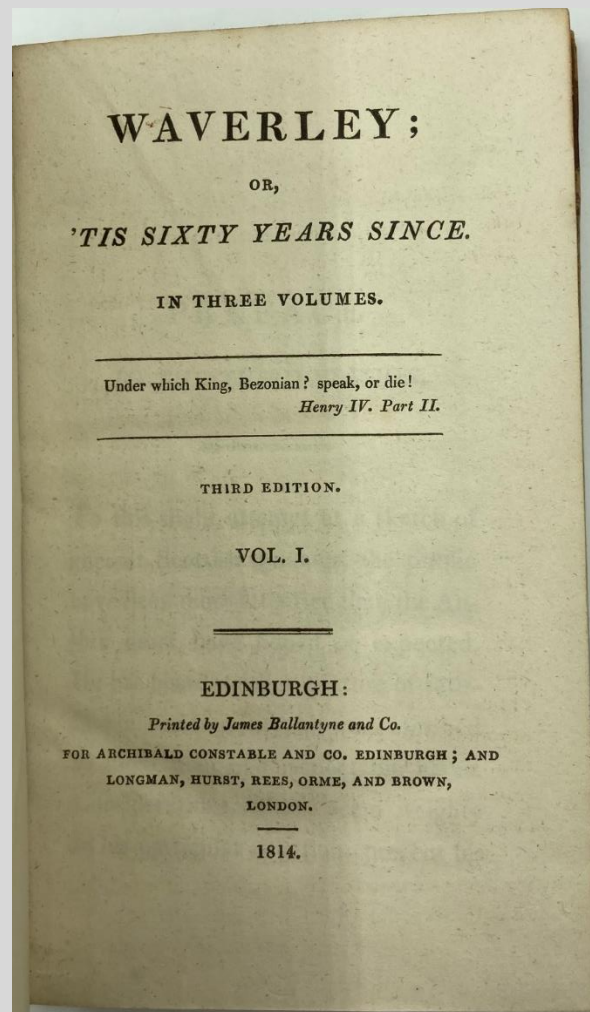 WAVERLEY;
OR,
'TIS SIXTY YEARS SINCE.
IN THREE VOLUMES.
Under which King, Bezonian? speak, or die!
Henry IV. Part II.
THIRD EDITION.
VOL. I.
EDINBURGH:
Printed by James Ballantyne and Co.
FOR ARCHIBALD CONSTABLE AND CO. EDINBURGH; AND
LONGMAN, HURST, REES, ORME, AND BROWN,
LONDON.
1814.